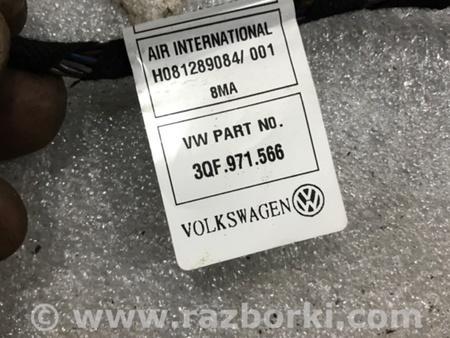 AIR INTERNATIONAL
H081289084/ 001
8MA
VW PART NO.
3QF.971.566
VOLKSWAGEN
© www.razborki.com